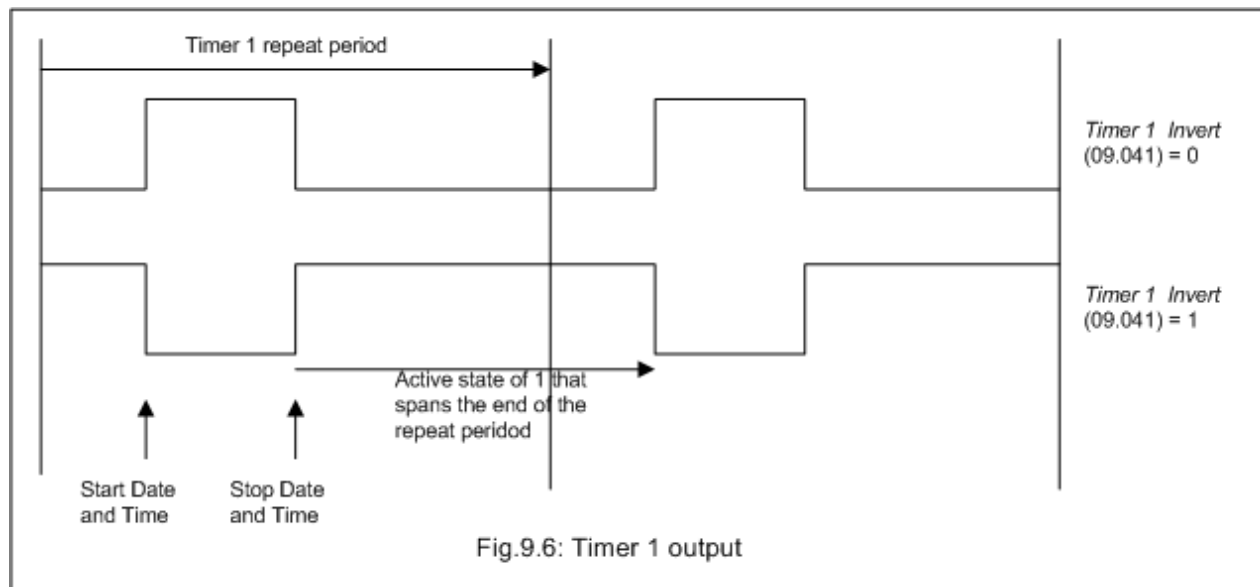 Timer 1 repeat period
Timer 1 Invert
(09.041) = 0
Timer 1 Invert
(09.041) = 1
Active state of 1 that
spans the end of the
repeat peridod
Start Date
and Time
Stop Date
and Time
Fig.9.6: Timer 1 output